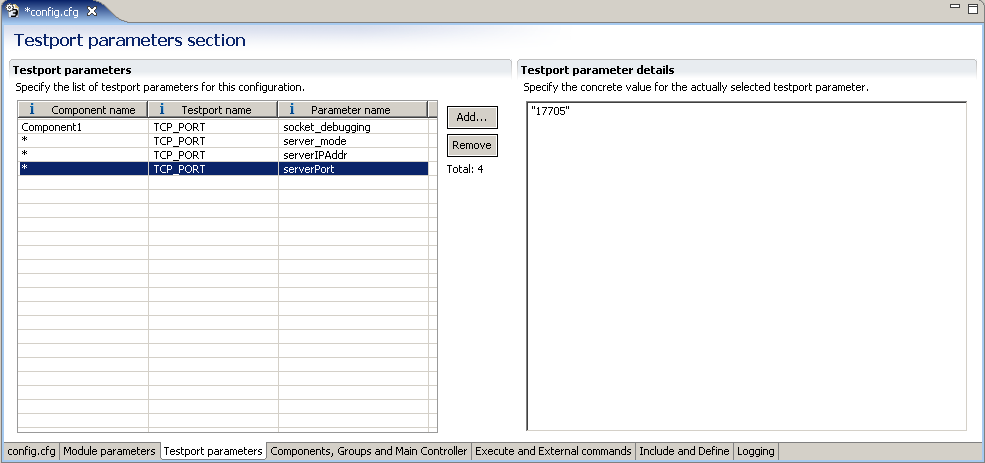 *config.cfg
Testport parameters section
Testport parameters
Specify the list of testport parameters for this configuration.
Component name Testport name Parameter name
Component1 TCP_PORT socket_debugging
* TCP_PORT server_mode
* TCP_PORT serverIPAddr
* TCP_PORT serverPort
Add...
Remove
Total: 4
Testport parameter details
Specify the concrete value for the actually selected testport parameter.
"17705"
config.cfg Module parameters Testport parameters Components, Groups and Main Controller Execute and External commands Include and Define Logging